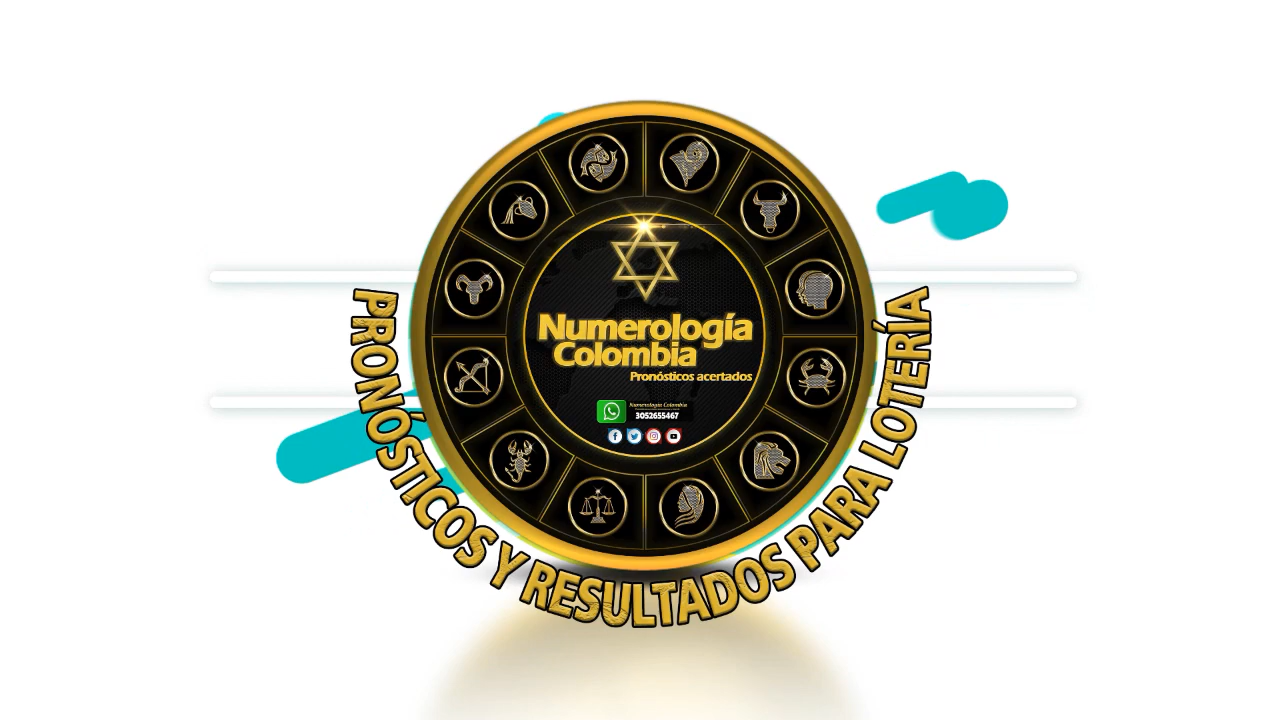 Numerología
Colombia
Pronósticos acertados
Numerología Colombia
3052655467
PRONÓSTICOS Y RESULTADOS PARA LOTERÍA